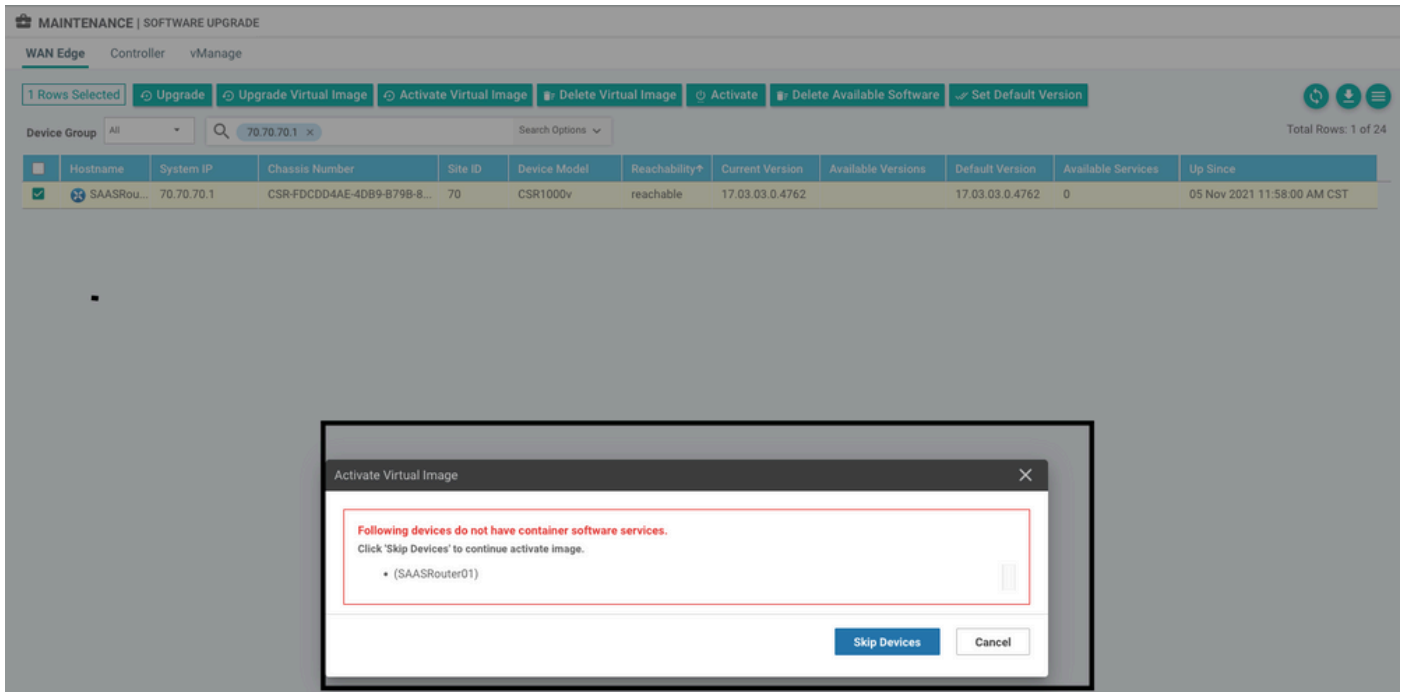 MAINTENANCE | SOFTWARE UPGRADE
WAN Edge Controller vManage
1 Rows Selected Upgrade Upgrade Virtual Image Activate Virtual Image Delete Virtual Image Activate Delete Available Software Set Default Version
Device Group All 70.70.70.1 × Search Options Total Rows: 1 of 24
Hostname System IP Chassis Number Site ID Device Model Reachability↑ Current Version Available Versions Default Version Available Services Up Since
SAASRou... 70.70.70.1 CSR-FDCDD4AE-4DB9-B79B-8... 70 CSR1000v reachable 17.03.03.0.4762 17.03.03.0.4762 0 05 Nov 2021 11:58:00 AM CST
Activate Virtual Image
Following devices do not have container software services.
Click 'Skip Devices' to continue activate image.
• (SAASRouter01)
Skip Devices Cancel